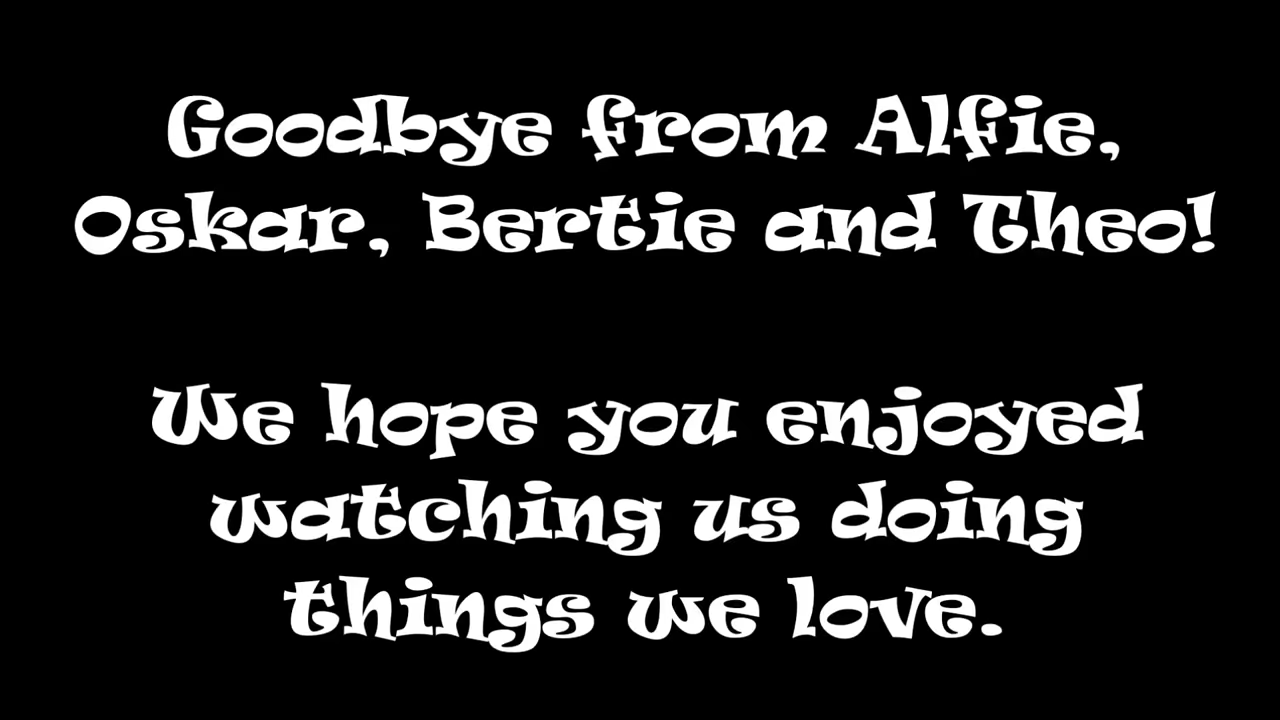 Goodbye from Alfie,
Oskar, Bertie and Theo!
We hope you enjoyed
watching us doing
things we love.